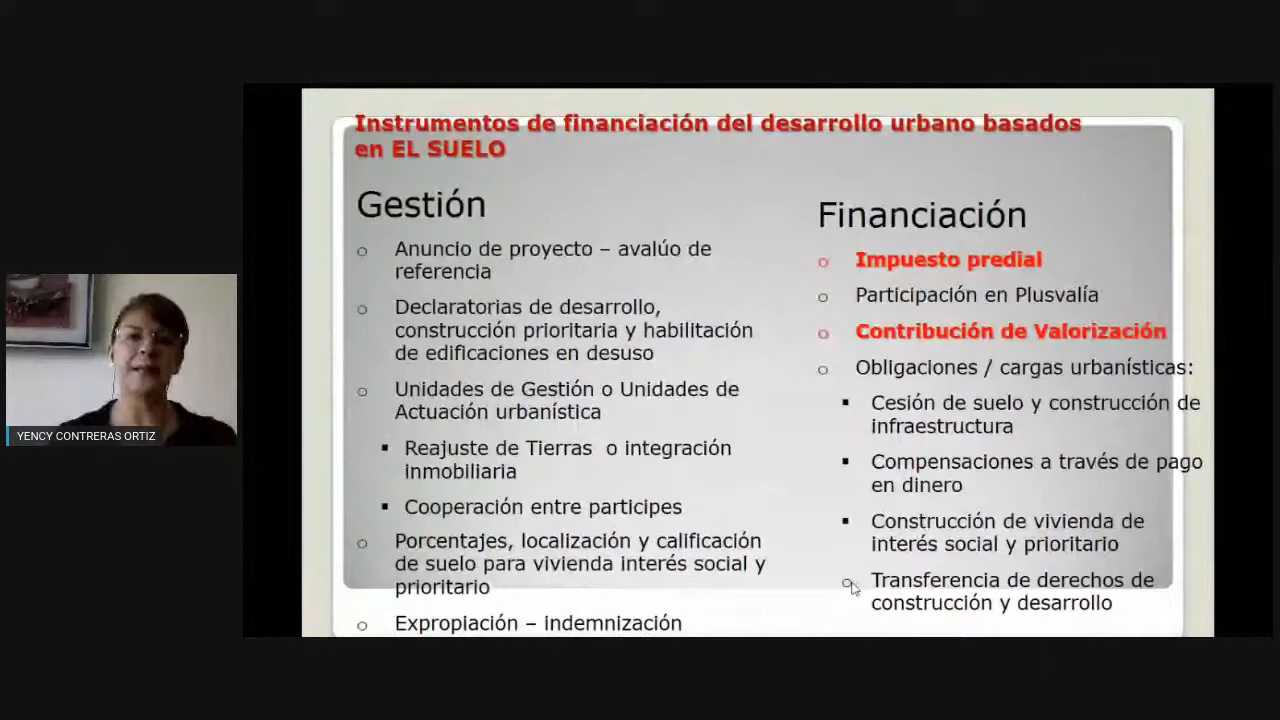 Instrumentos de financiación del desarrollo urbano basados
en EL SUELO
Gestión
o Anuncio de proyecto – avalúo de
referencia
o Declaratorias de desarrollo,
construcción prioritaria y habilitación
de edificaciones en desuso
o Unidades de Gestión o Unidades de
Actuación urbanística
▪ Reajuste de Tierras o integración
inmobiliaria
▪ Cooperación entre participes
o Porcentajes, localización y calificación
de suelo para vivienda interés social y
prioritario
o Expropiación – indemnización
Financiación
o Impuesto predial
o Participación en Plusvalía
o Contribución de Valorización
o Obligaciones / cargas urbanísticas:
▪ Cesión de suelo y construcción de
infraestructura
▪ Compensaciones a través de pago
en dinero
▪ Construcción de vivienda de
interés social y prioritario
o Transferencia de derechos de
construcción y desarrollo
YENCY CONTRERAS ORTIZ